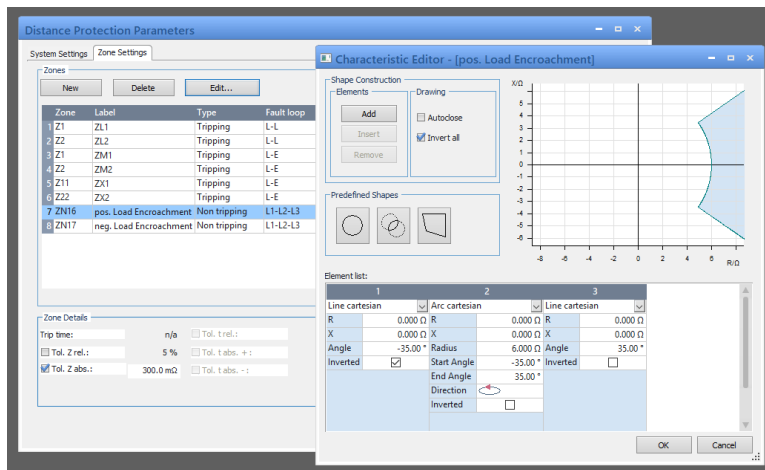 Distance Protection Parameters
System Settings Zone Settings
Zones
New Delete Edit...
Zone Label Type Fault loop
1 Z1 ZL1 Tripping L-L
2 Z2 ZL2 Tripping L-L
3 Z1 ZM1 Tripping L-E
4 Z2 ZM2 Tripping L-E
5 Z11 ZX1 Tripping L-E
6 Z22 ZX2 Tripping L-E
7 ZN16 pos. Load Encroachment Non tripping L1-L2-L3
8 ZN17 neg. Load Encroachment Non tripping L1-L2-L3
Zone Details
Trip time: n/a Tol. t rel.:
Tol. Z rel.: 5 % Tol. t abs. + :
Tol. Z abs.: 300.0 mΩ Tol. t abs. - :
Characteristic Editor - [pos. Load Encroachment]
Shape Construction
Elements Drawing
Add Autoclose
Insert Invert all
Remove
Predefined Shapes
X/Ω
5
4
3
2
1
0
-1
-2
-3
-4
-5
-6
-8 -6 -4 -2 0 2 4 6 R/Ω
Element list:
1 2 3
Line cartesian Arc cartesian Line cartesian
R 0.000 Ω R 0.000 Ω R 0.000 Ω
X 0.000 Ω X 0.000 Ω X 0.000 Ω
Angle -35.00 ° Radius 6.000 Ω Angle 35.00 °
Inverted Start Angle -35.00 ° Inverted
End Angle 35.00 °
Direction
Inverted
OK Cancel